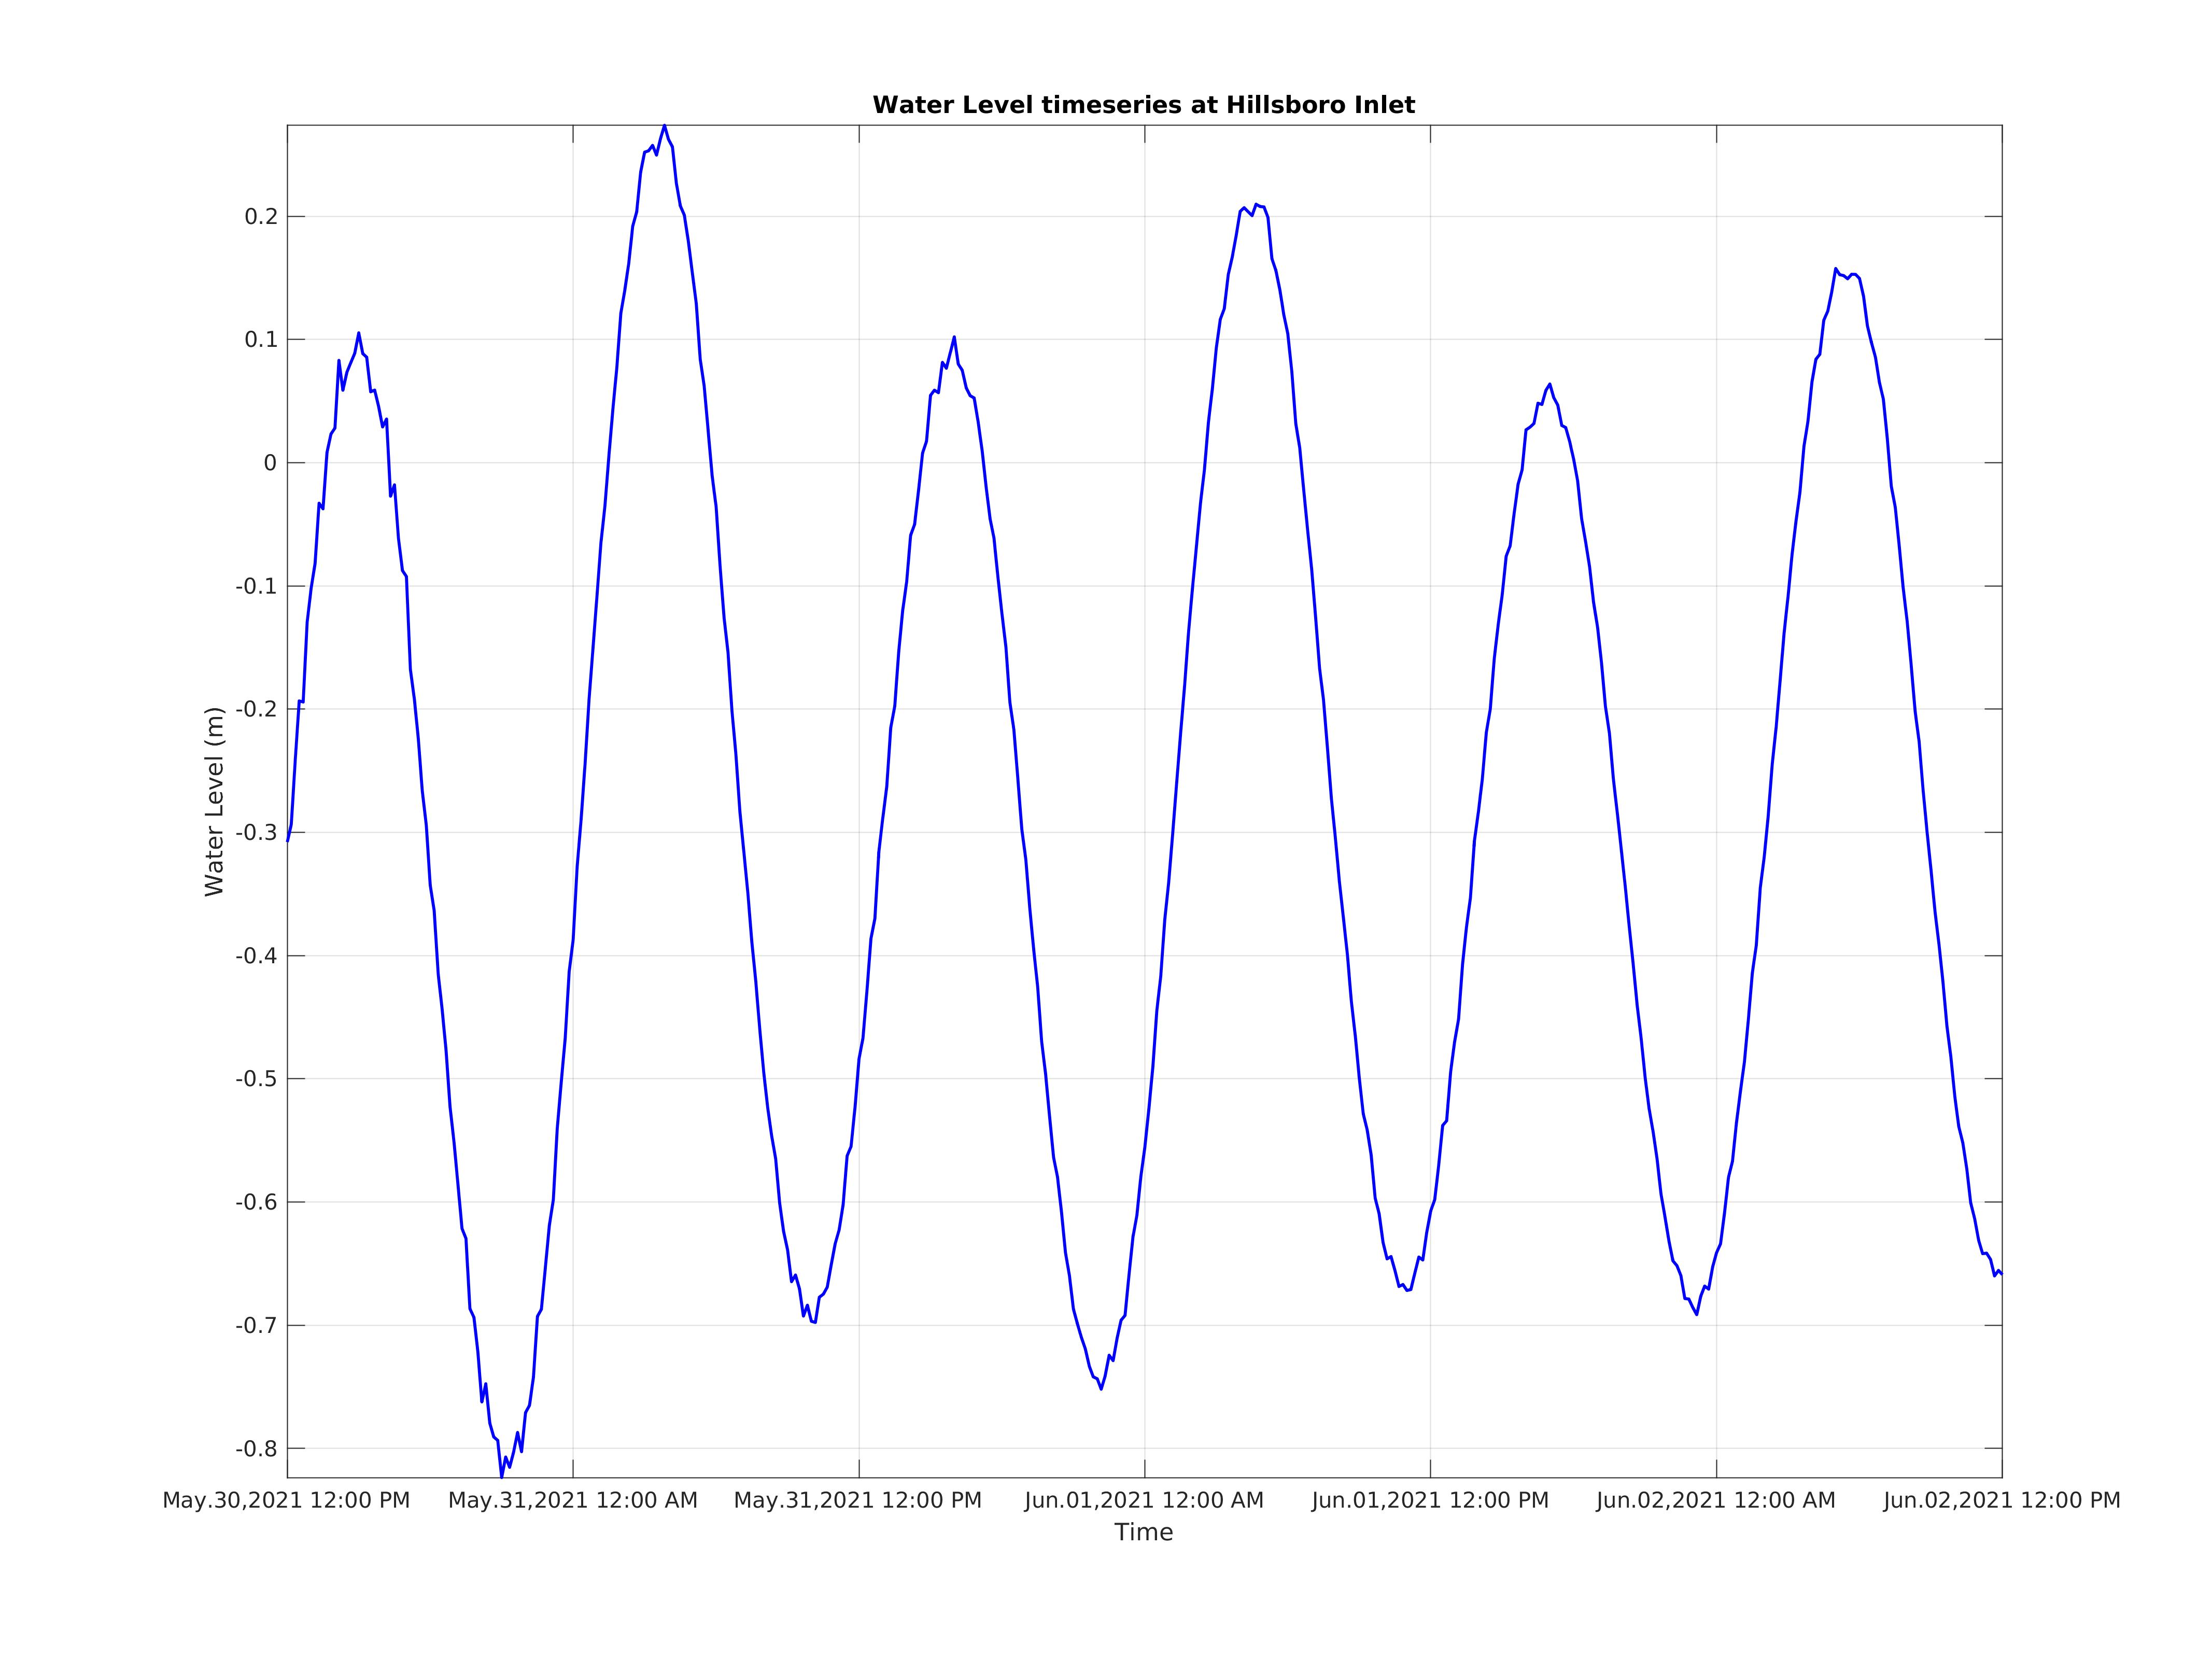 Water Level timeseries at Hillsboro Inlet
0.2
0.1
0
-0.1
-0.2
-0.3
-0.4
-0.5
-0.6
-0.7
-0.8
Water Level (m)
May.30,2021 12:00 PM May.31,2021 12:00 AM May.31,2021 12:00 PM Jun.01,2021 12:00 AM Jun.01,2021 12:00 PM Jun.02,2021 12:00 AM Jun.02,2021 12:00 PM
Time